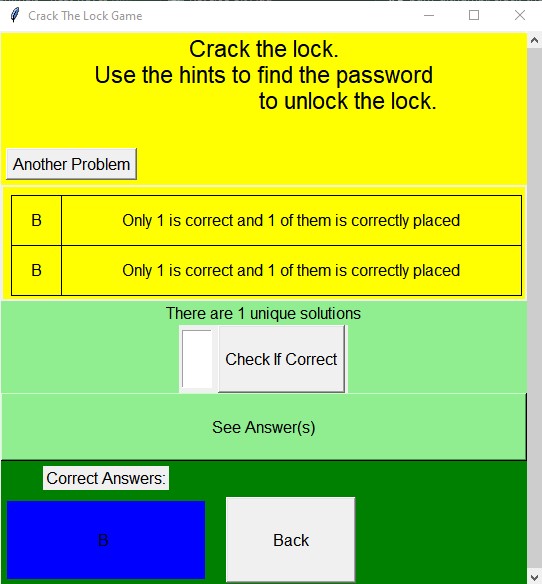 Crack The Lock Game
Crack the lock.
Use the hints to find the password
to unlock the lock.
Another Problem
B Only 1 is correct and 1 of them is correctly placed
B Only 1 is correct and 1 of them is correctly placed
There are 1 unique solutions
Check If Correct
See Answer(s)
Correct Answers:
B Back